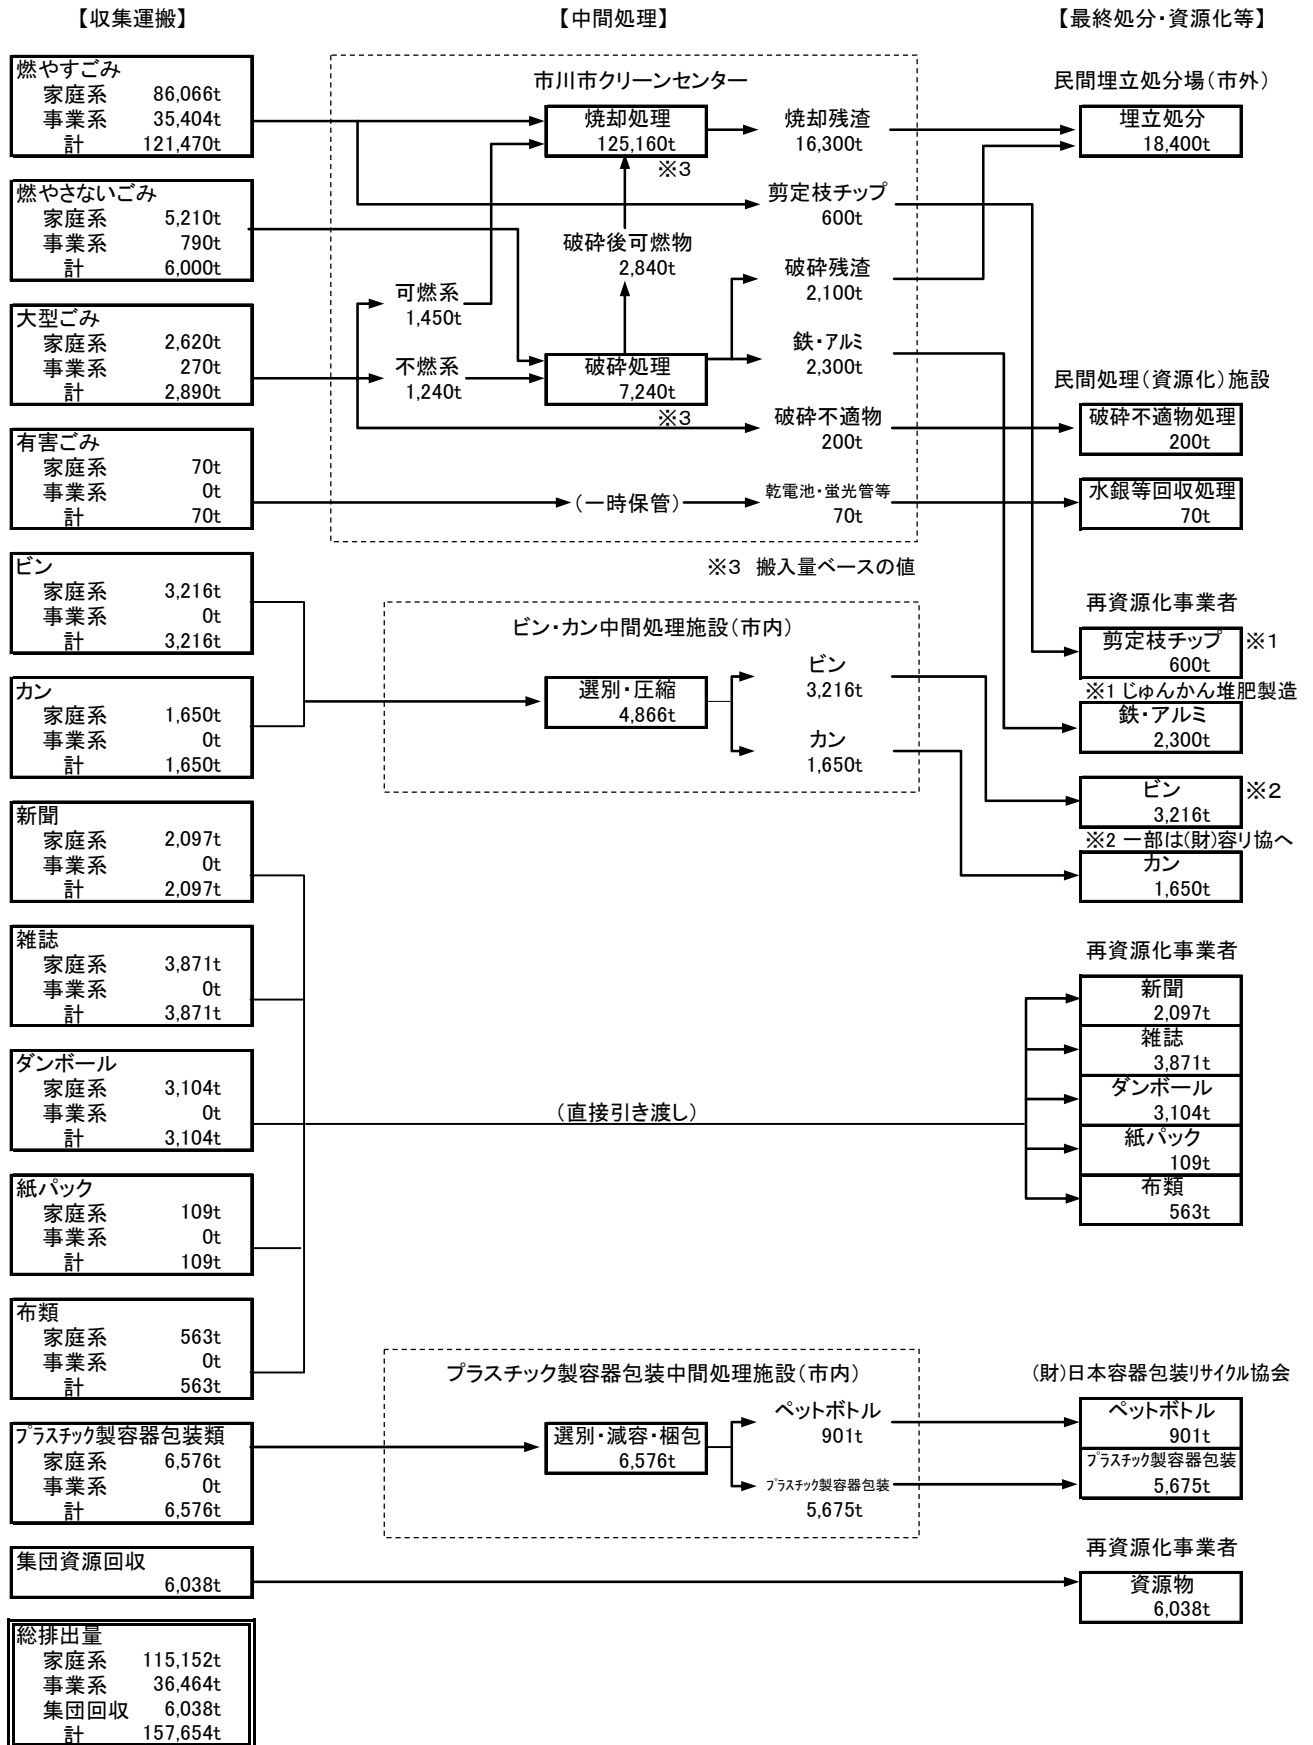 【収集運搬】
【中間処理】
【最終処分・資源化等】
燃やすごみ
家庭系 86,066t
事業系 35,404t
計 121,470t
燃やさないごみ
家庭系 5,210t
事業系 790t
計 6,000t
大型ごみ
家庭系 2,620t
事業系 270t
計 2,890t
有害ごみ
家庭系 70t
事業系 0t
計 70t
ビン
家庭系 3,216t
事業系 0t
計 3,216t
カン
家庭系 1,650t
事業系 0t
計 1,650t
新聞
家庭系 2,097t
事業系 0t
計 2,097t
雑誌
家庭系 3,871t
事業系 0t
計 3,871t
ダンボール
家庭系 3,104t
事業系 0t
計 3,104t
紙パック
家庭系 109t
事業系 0t
計 109t
布類
家庭系 563t
事業系 0t
計 563t
プラスチック製容器包装類
家庭系 6,576t
事業系 0t
計 6,576t
集団資源回収
6,038t
総排出量
家庭系 115,152t
事業系 36,464t
集団回収 6,038t
計 157,654t
市川市クリーンセンター
焼却処理
125,160t
※3
破砕後可燃物
2,840t
可燃系
1,450t
不燃系
1,240t
破砕処理
7,240t
※3
(一時保管)
焼却残渣
16,300t
剪定枝チップ
600t
破砕残渣
2,100t
鉄・アルミ
2,300t
破砕不適物
200t
乾電池・蛍光管等
70t
※3 搬入量ベースの値
ビン・カン中間処理施設(市内)
選別・圧縮
4,866t
ビン
3,216t
カン
1,650t
(直接引き渡し)
プラスチック製容器包装中間処理施設(市内)
選別・減容・梱包
6,576t
ペットボトル
901t
プラスチック製容器包装
5,675t
民間埋立処分場(市外)
埋立処分
18,400t
民間処理(資源化)施設
破砕不適物処理
200t
水銀等回収処理
70t
再資源化事業者
剪定枝チップ ※1
600t
※1 じゅんかん堆肥製造
鉄・アルミ
2,300t
ビン ※2
3,216t
※2 一部は(財)容リ協へ
カン
1,650t
再資源化事業者
新聞
2,097t
雑誌
3,871t
ダンボール
3,104t
紙パック
109t
布類
563t
(財)日本容器包装リサイクル協会
ペットボトル
901t
プラスチック製容器包装
5,675t
再資源化事業者
資源物
6,038t